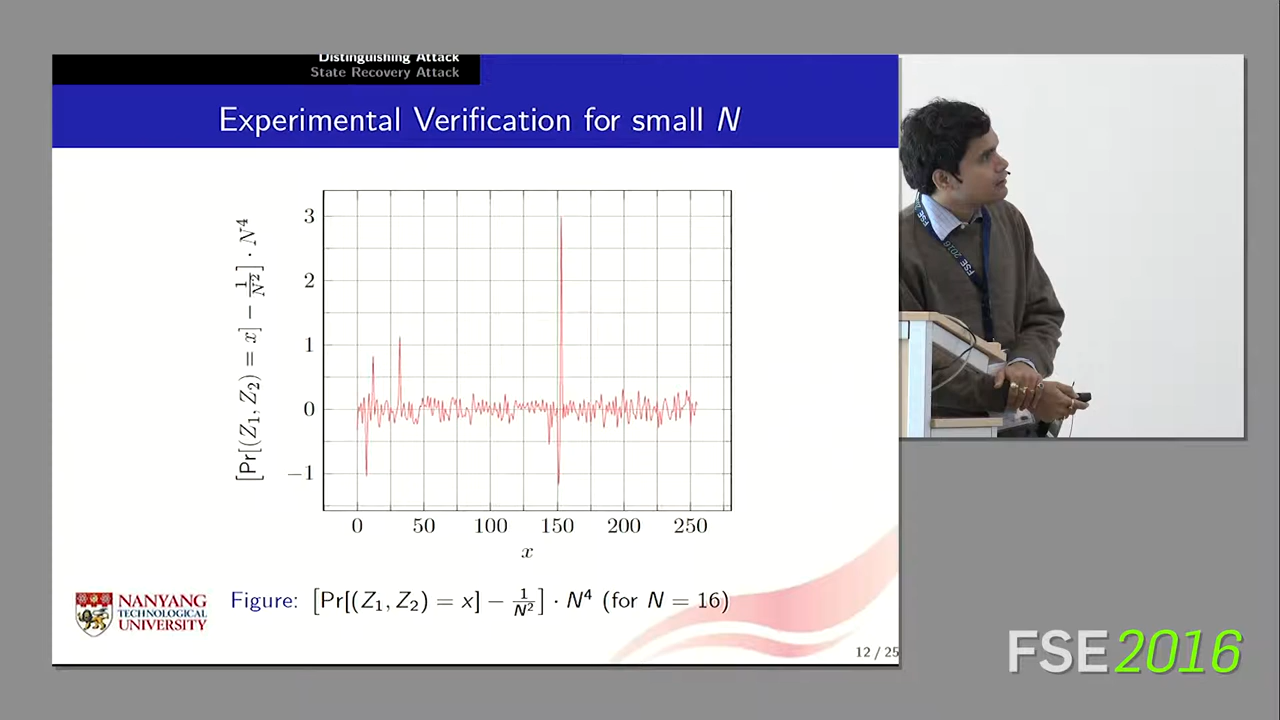 Distinguishing Attack
State Recovery Attack
Experimental Verification for small N
[Pr[(Z₁, Z₂) = x] − 1/N²] · N⁴
3
2
1
0
−1
0 50 100 150 200 250
x
Figure: [Pr[(Z₁, Z₂) = x] − 1/N²] · N⁴ (for N = 16)
NANYANG
TECHNOLOGICAL
UNIVERSITY
12 / 25
FSE 2016
FSE2016